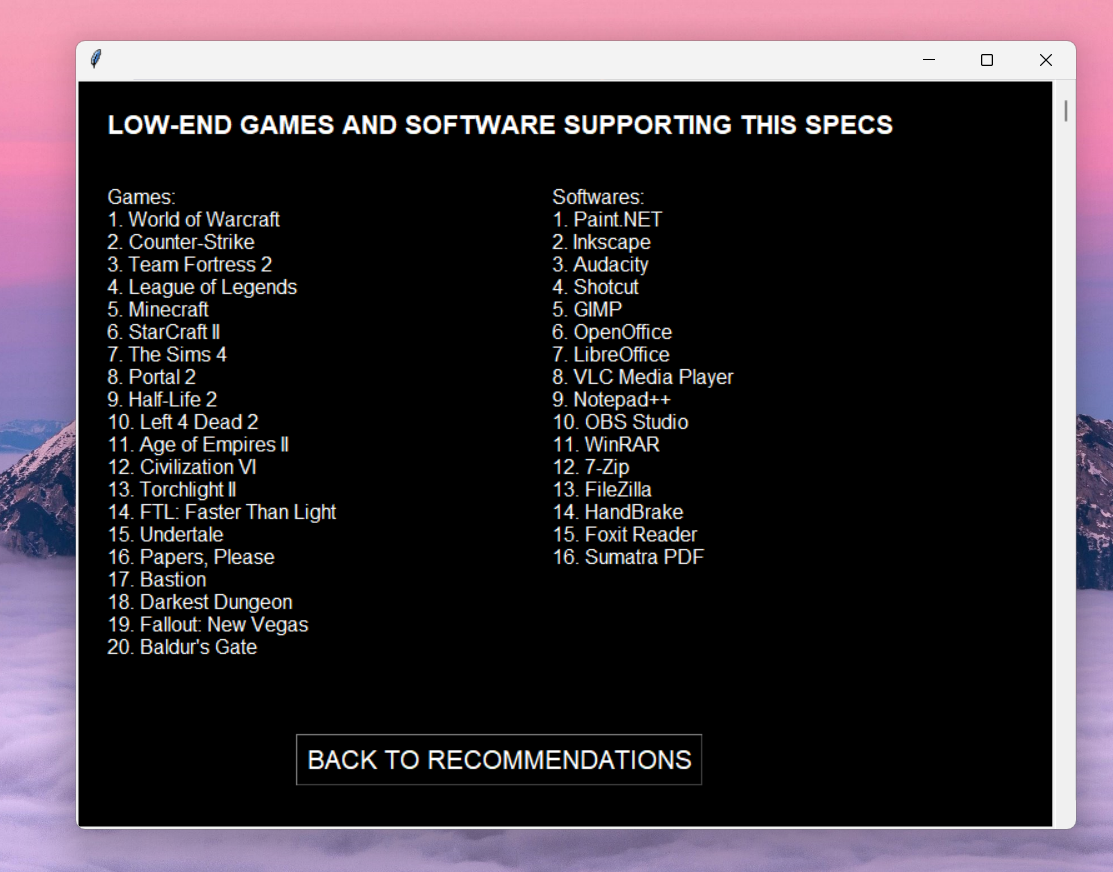 LOW-END GAMES AND SOFTWARE SUPPORTING THIS SPECS
Games:
1. World of Warcraft
2. Counter-Strike
3. Team Fortress 2
4. League of Legends
5. Minecraft
6. StarCraft II
7. The Sims 4
8. Portal 2
9. Half-Life 2
10. Left 4 Dead 2
11. Age of Empires II
12. Civilization VI
13. Torchlight II
14. FTL: Faster Than Light
15. Undertale
16. Papers, Please
17. Bastion
18. Darkest Dungeon
19. Fallout: New Vegas
20. Baldur's Gate
Softwares:
1. Paint.NET
2. Inkscape
3. Audacity
4. Shotcut
5. GIMP
6. OpenOffice
7. LibreOffice
8. VLC Media Player
9. Notepad++
10. OBS Studio
11. WinRAR
12. 7-Zip
13. FileZilla
14. HandBrake
15. Foxit Reader
16. Sumatra PDF
BACK TO RECOMMENDATIONS